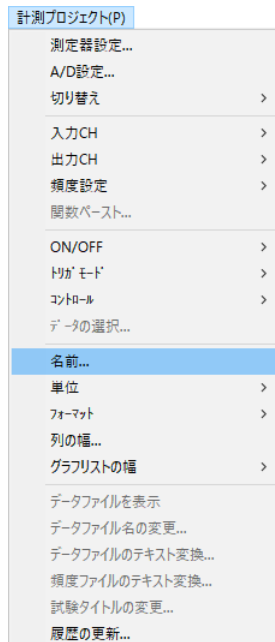 計測プロジェクト(P)
測定器設定...
A/D設定...
切り替え
入力CH
出力CH
頻度設定
関数ペースト...
ON/OFF
ﾄﾘｶﾞﾓｰﾄﾞ
ｺﾝﾄﾛｰﾙ
ﾃﾞｰﾀの選択...
名前...
単位
ﾌｫｰﾏｯﾄ
列の幅...
グラフリストの幅
データファイルを表示
データファイル名の変更...
データファイルのテキスト変換...
頻度ファイルのテキスト変換...
試験タイトルの変更...
履歴の更新...